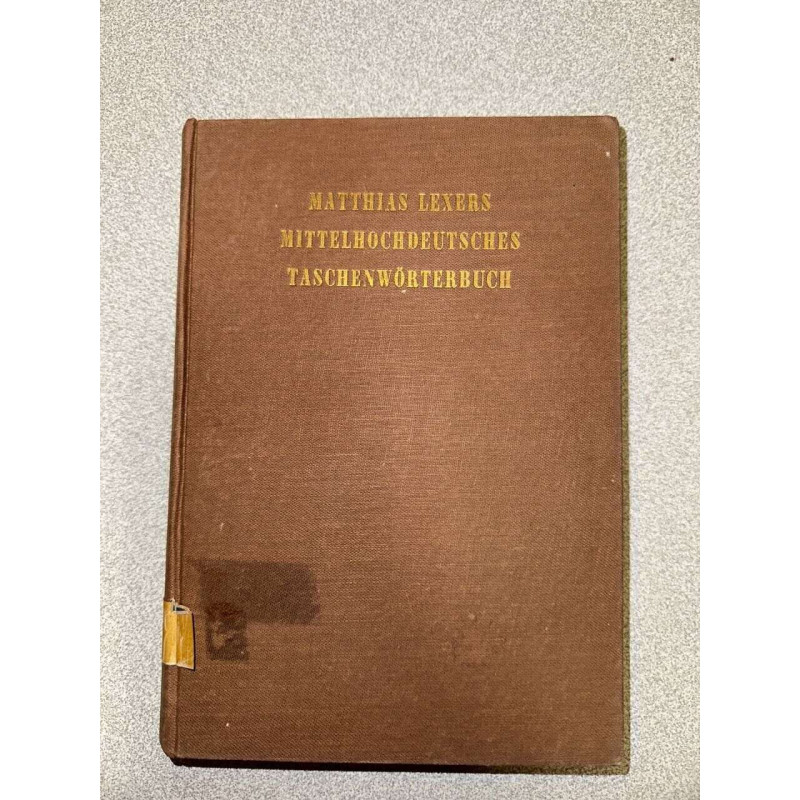 MATTHIAS LEXERS
MITTELHOCHDEUTSCHES
TASCHENWÖRTERBUCH